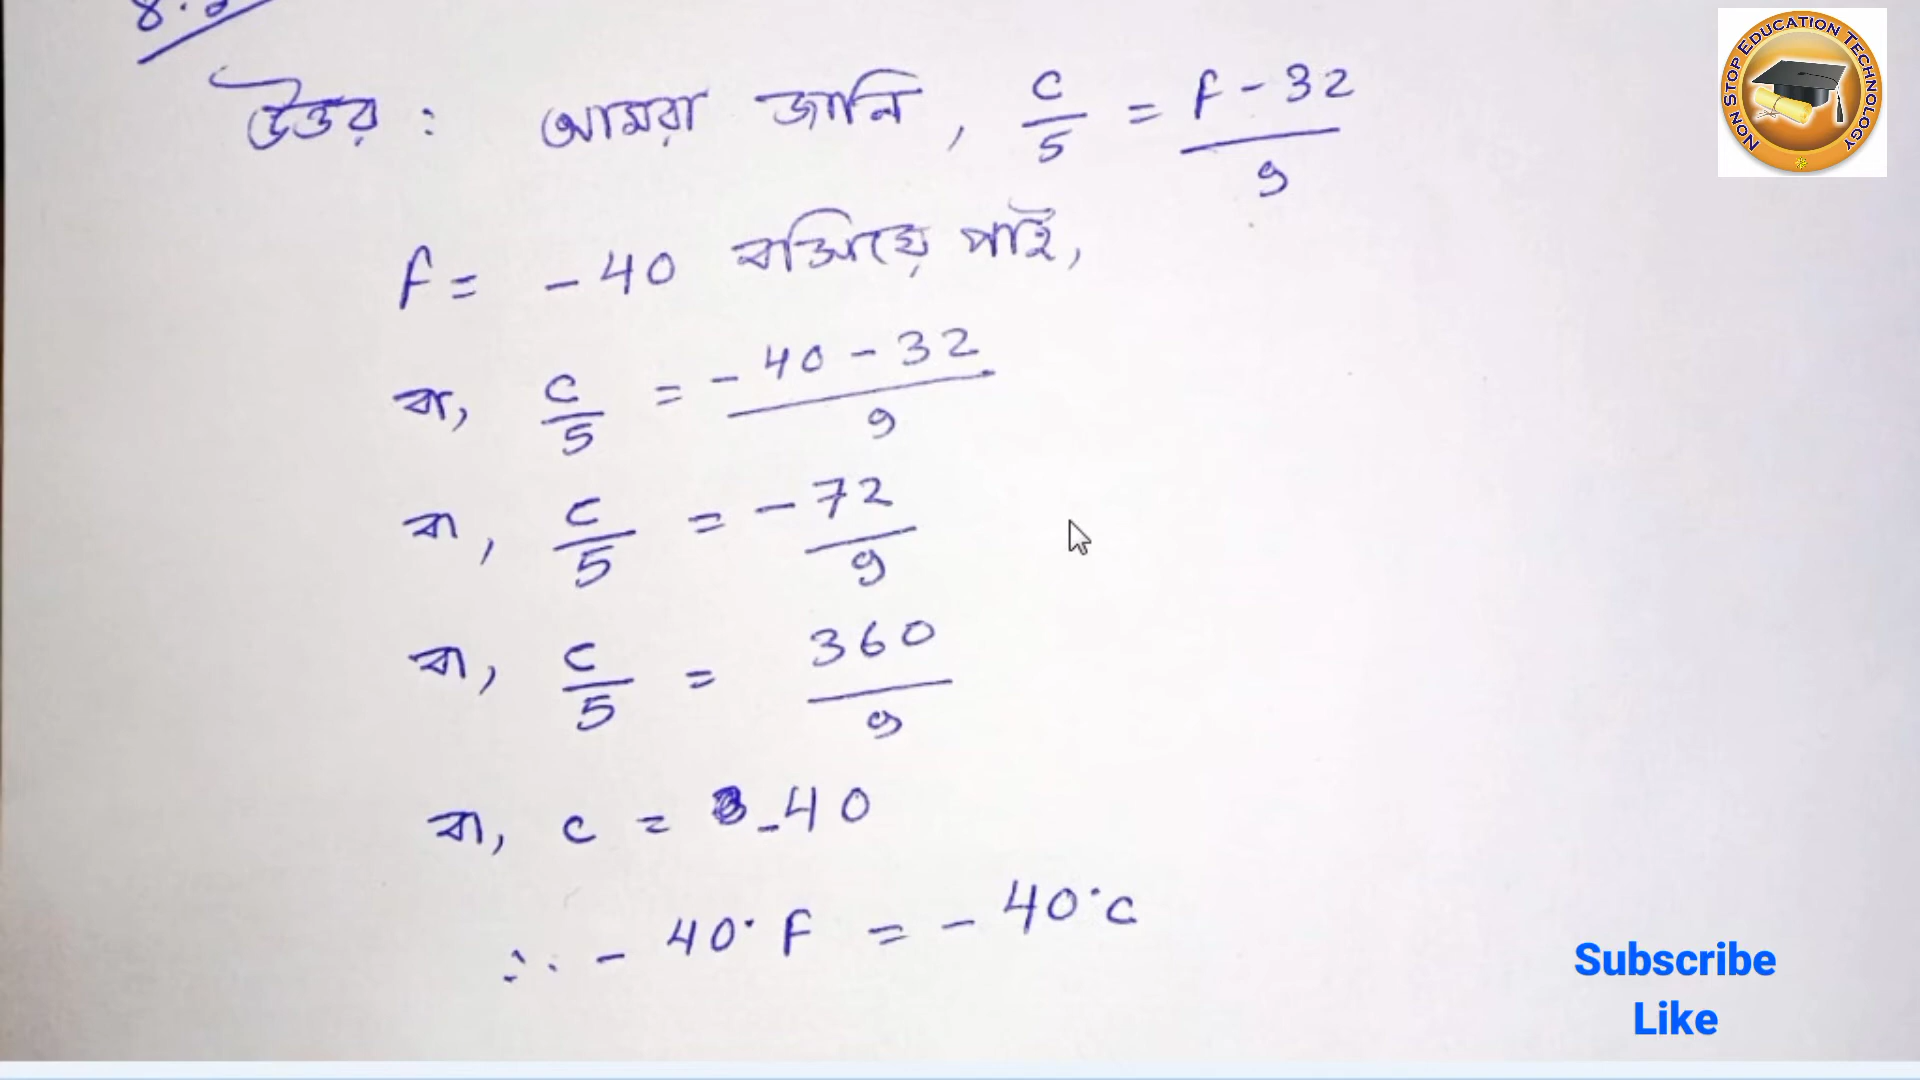 উত্তর : আমরা জানি, C/5 = F - 32/9
F = - 40 বসিয়ে পাই,
বা, C/5 = - 40 - 32/9
বা, C/5 = - 72/9
বা, C/5 = 360/9
বা, C = -40
∴ - 40° F = - 40° C
NON STOP EDUCATION TECHNOLOGY
Subscribe
Like